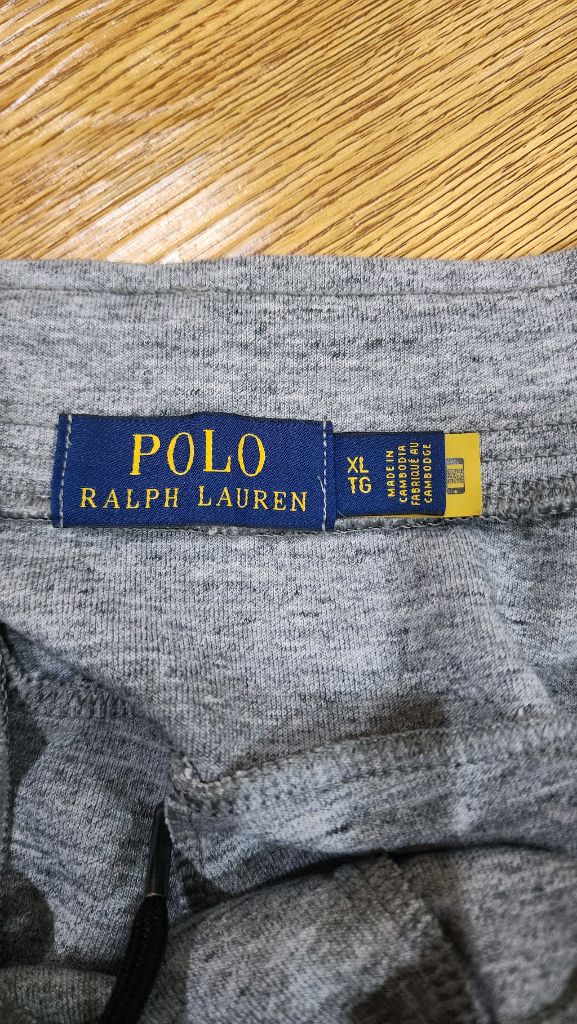 POLO
RALPH LAUREN
XL
TG
MADE IN
CAMBODIA
FABRIQUÉ AU
CAMBODGE